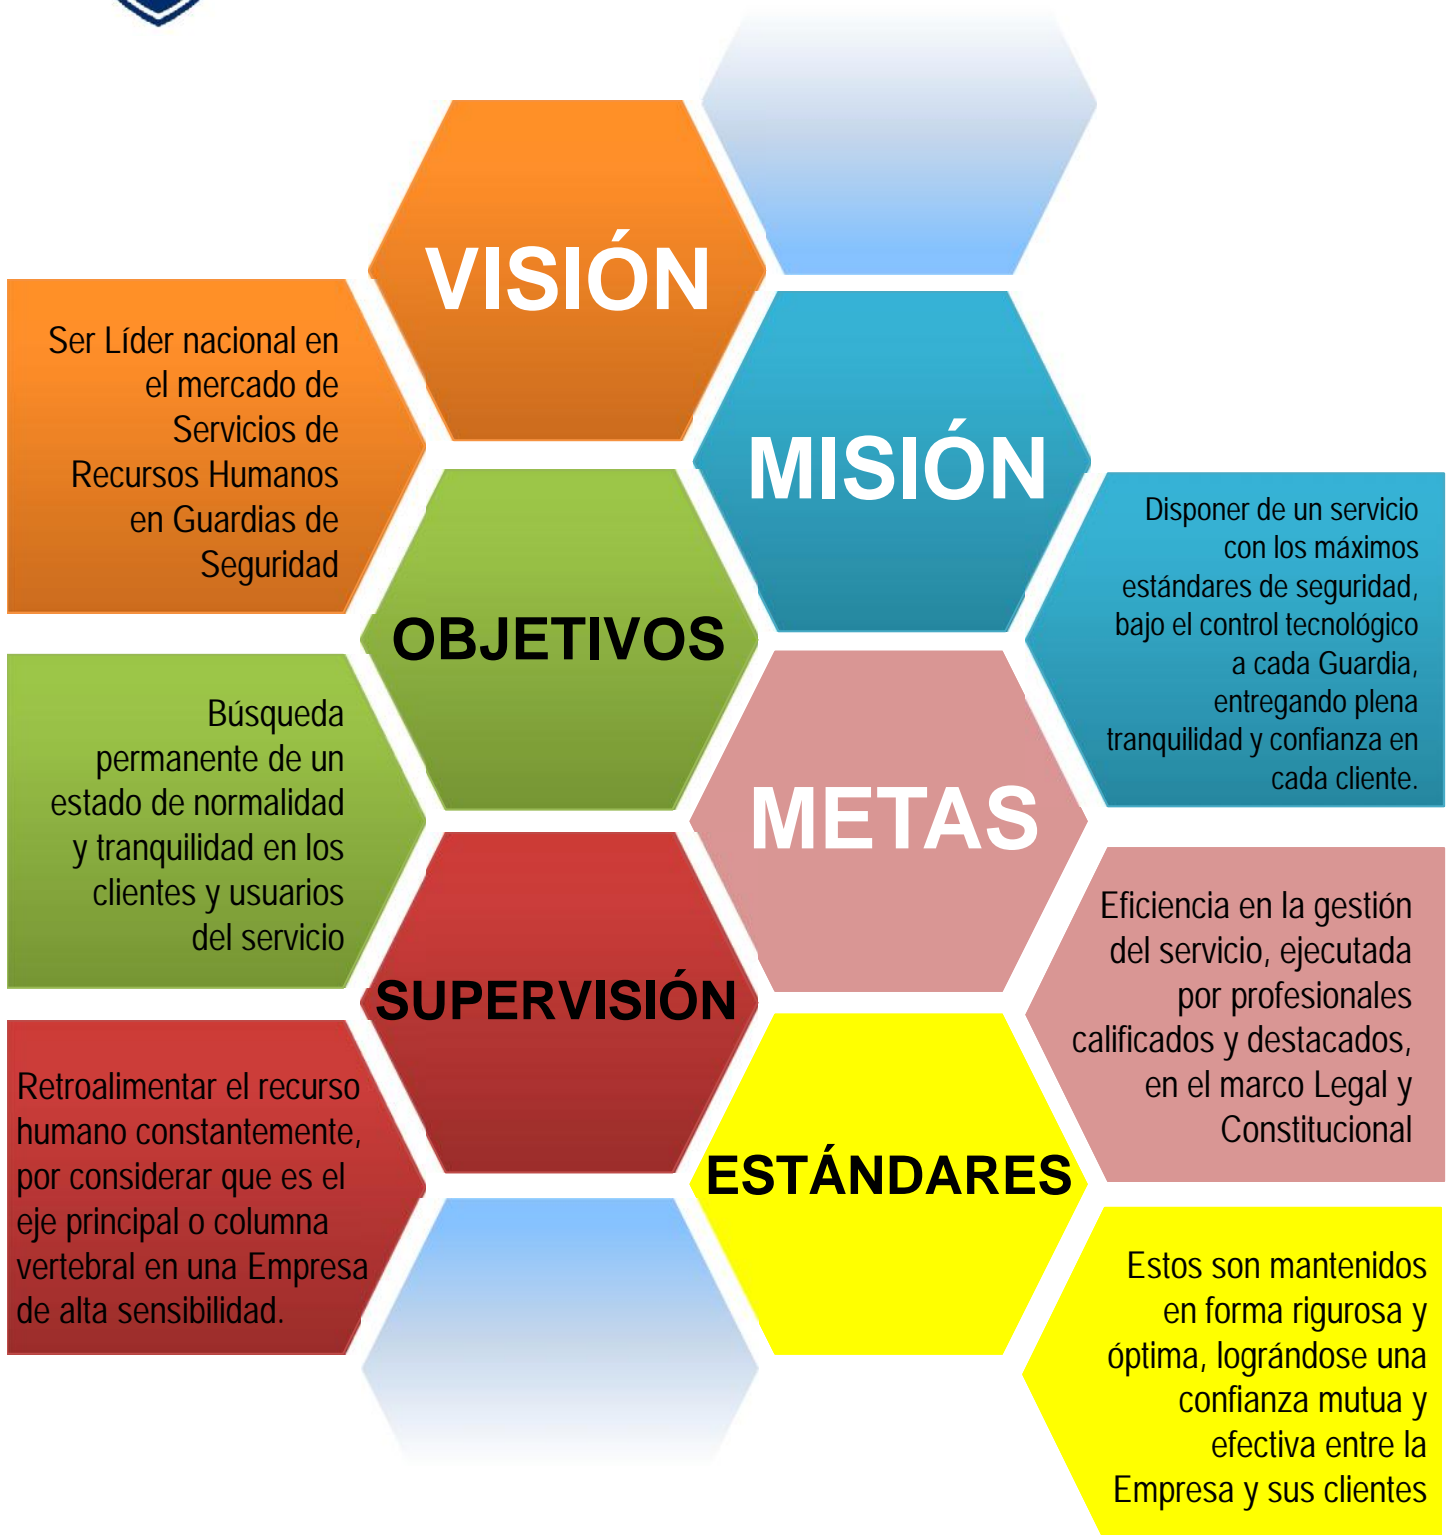 VISIÓN
Ser Líder nacional en
el mercado de
Servicios de
Recursos Humanos
en Guardias de
Seguridad
MISIÓN
Disponer de un servicio
con los máximos
estándares de seguridad,
bajo el control tecnológico
a cada Guardia,
entregando plena
tranquilidad y confianza en
cada cliente.
OBJETIVOS
Búsqueda
permanente de un
estado de normalidad
y tranquilidad en los
clientes y usuarios
del servicio
METAS
Eficiencia en la gestión
del servicio, ejecutada
por profesionales
calificados y destacados,
en el marco Legal y
Constitucional
SUPERVISIÓN
Retroalimentar el recurso
humano constantemente,
por considerar que es el
eje principal o columna
vertebral en una Empresa
de alta sensibilidad.
ESTÁNDARES
Estos son mantenidos
en forma rigurosa y
óptima, lográndose una
confianza mutua y
efectiva entre la
Empresa y sus clientes